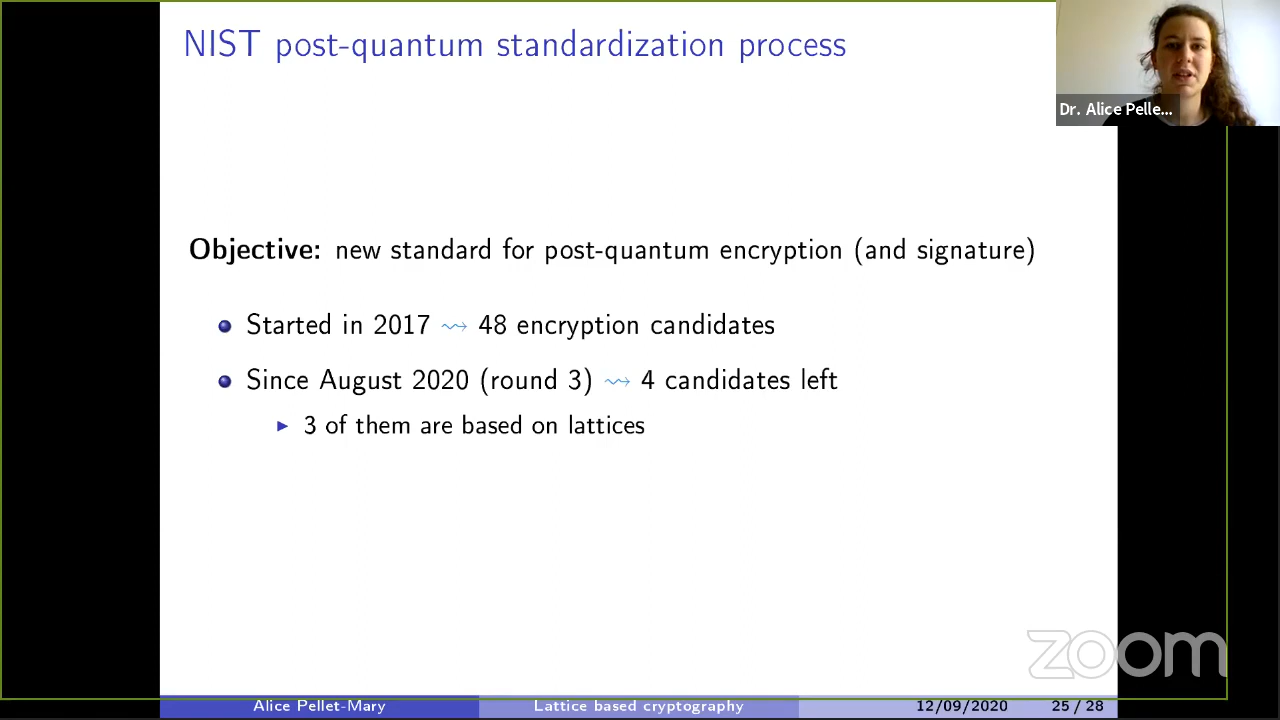 NIST post-quantum standardization process
Dr. Alice Pelle...
Objective: new standard for post-quantum encryption (and signature)
Started in 2017 ⇝ 48 encryption candidates
Since August 2020 (round 3) ⇝ 4 candidates left
3 of them are based on lattices
zoom
Alice Pellet-Mary Lattice based cryptography 12/09/2020 25 / 28